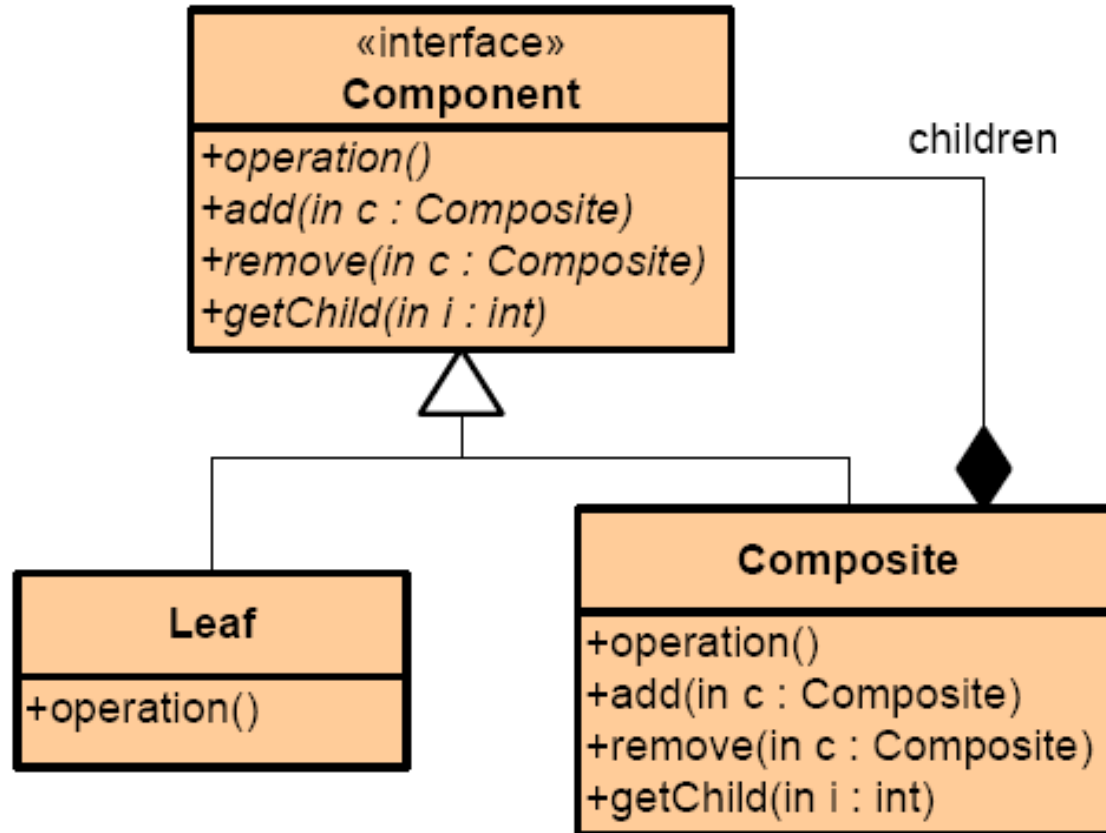 «interface»
Component
+operation()
+add(in c : Composite)
+remove(in c : Composite)
+getChild(in i : int)
children
Leaf
+operation()
Composite
+operation()
+add(in c : Composite)
+remove(in c : Composite)
+getChild(in i : int)